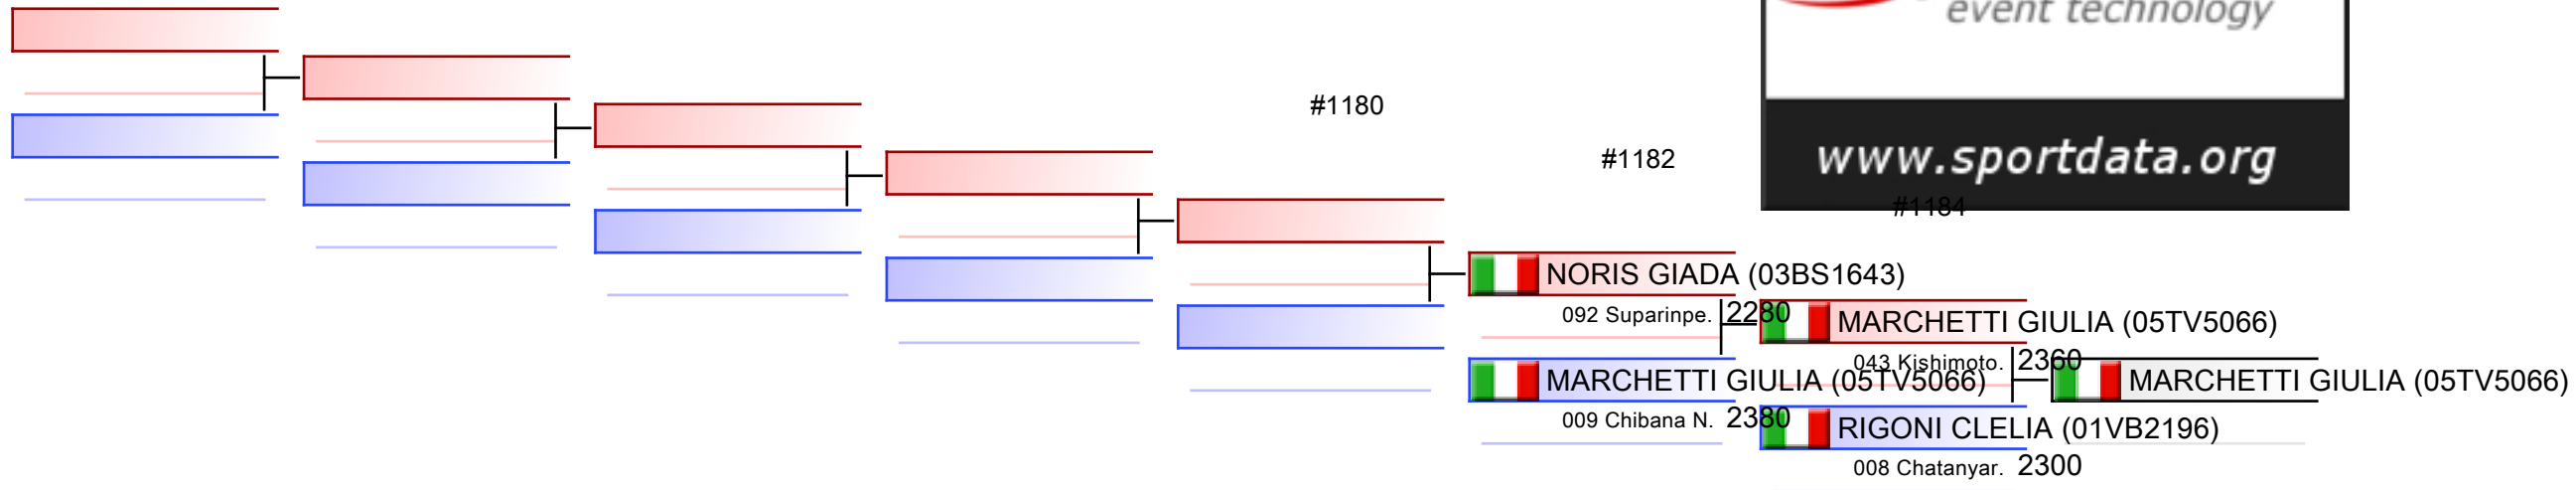 event technology
www.sportdata.org
#1180
#1182
#1184
NORIS GIADA (03BS1643)
092 Suparinpe. 2280
MARCHETTI GIULIA (05TV5066)
043 Kishimoto. 2360
MARCHETTI GIULIA (05TV5066)
MARCHETTI GIULIA (05TV5066)
009 Chibana N. 2380
RIGONI CLELIA (01VB2196)
008 Chatanyar. 2300